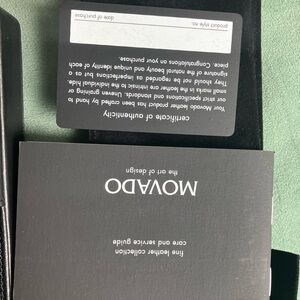 certificate of authenticity
Your Movado leather product has been crafted by hand to
our strict specifications and standards. Uneven graining or
small marks in the leather are intrinsic to the individual hide
and should not be regarded as imperfections but as a
signature of the natural beauty and unique identity of each
piece. Congratulations on your purchase.
product style no.
date of purchase
fine leather collection
care and service guide
MOVADO
the art of design